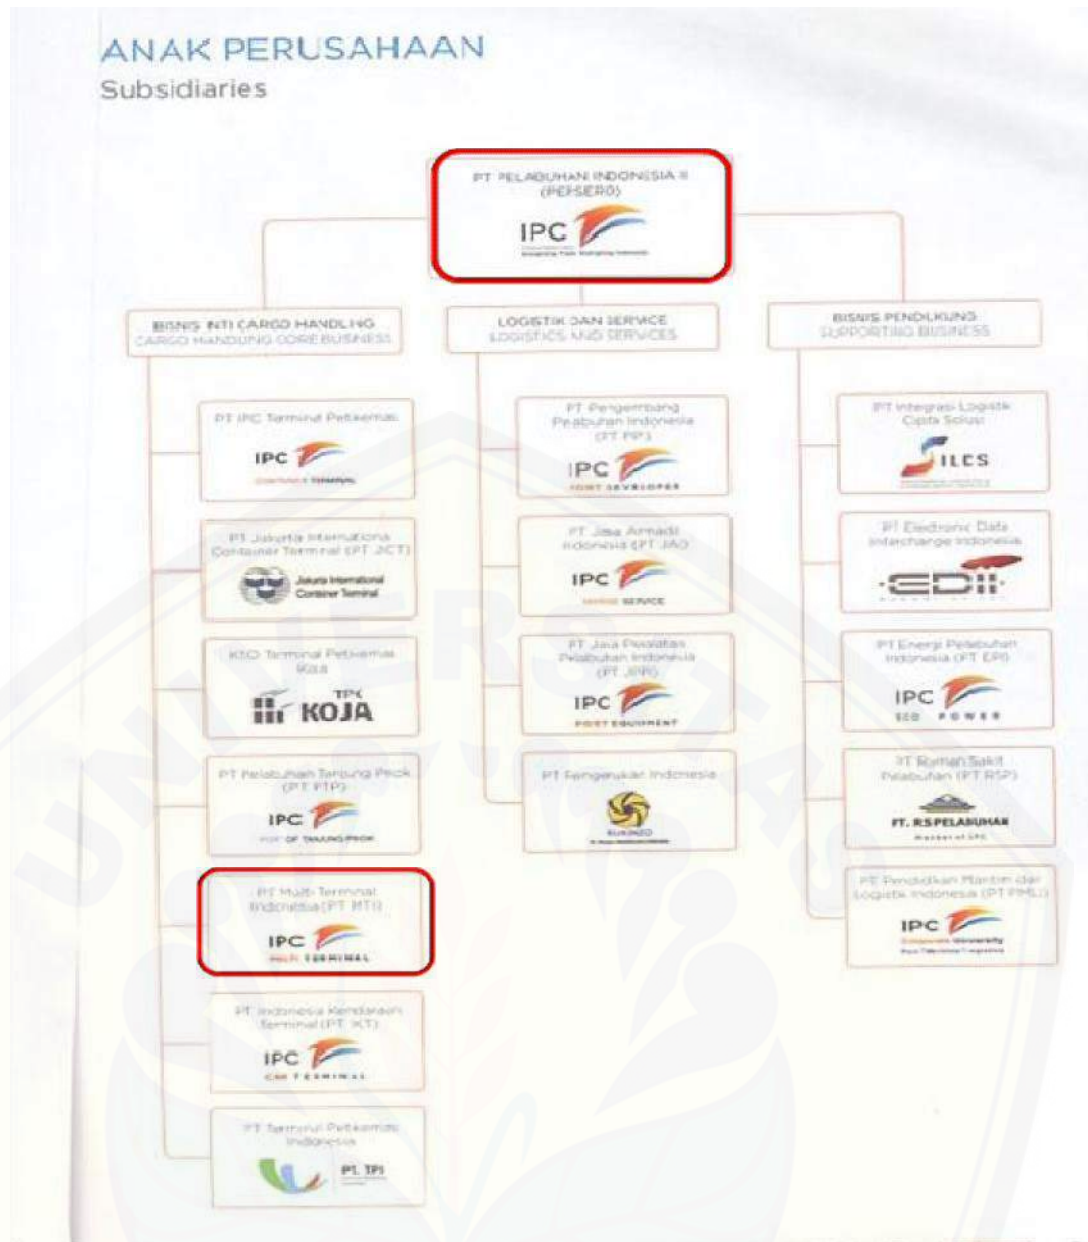 ANAK PERUSAHAAN
Subsidiaries
PT PELABUHAN INDONESIA II
(PERSERO)
IPC
BISNIS INTI CARGO HANDLING
CARGO HANDLING CORE BUSINESS
PT IPC Terminal Petikemas
IPC
CONTAINER TERMINAL
PT Jakarta International
Container Terminal (PT JICT)
Jakarta International
Container Terminal
KSO Terminal Petikemas
Koja
TPK
KOJA
PT Pelabuhan Tanjung Priok
(PT PTP)
IPC
PORT OF TANJUNG PRIOK
PT Multi Terminal
Indonesia (PT MTI)
IPC
MULTI TERMINAL
PT Indonesia Kendaraan
Terminal (PT IKT)
IPC
CAR TERMINAL
PT Terminal Petikemas
Indonesia
PT. TPI
LOGISTIK DAN SERVICE
LOGISTICS AND SERVICES
PT Pengembang
Pelabuhan Indonesia
(PT PPI)
IPC
PORT DEVELOPER
PT Jasa Armada
Indonesia (PT JAI)
IPC
MARINE SERVICE
PT Jasa Peralatan
Pelabuhan Indonesia
(PT JPPI)
IPC
PORT EQUIPMENT
PT Pengerukan Indonesia
RUKINDO
BISNIS PENDUKUNG
SUPPORTING BUSINESS
PT Integrasi Logistik
Cipta Solusi
ILCS
PT Electronic Data
Interchange Indonesia
EDII
PT Energi Pelabuhan
Indonesia (PT EPI)
IPC
ECO POWER
PT Rumah Sakit
Pelabuhan (PT RSP)
PT. RS PELABUHAN
Member of IPC
PT Pendidikan Maritim dan
Logistik Indonesia (PT PMLI)
IPC
Corporate University
UNIVERSITAS